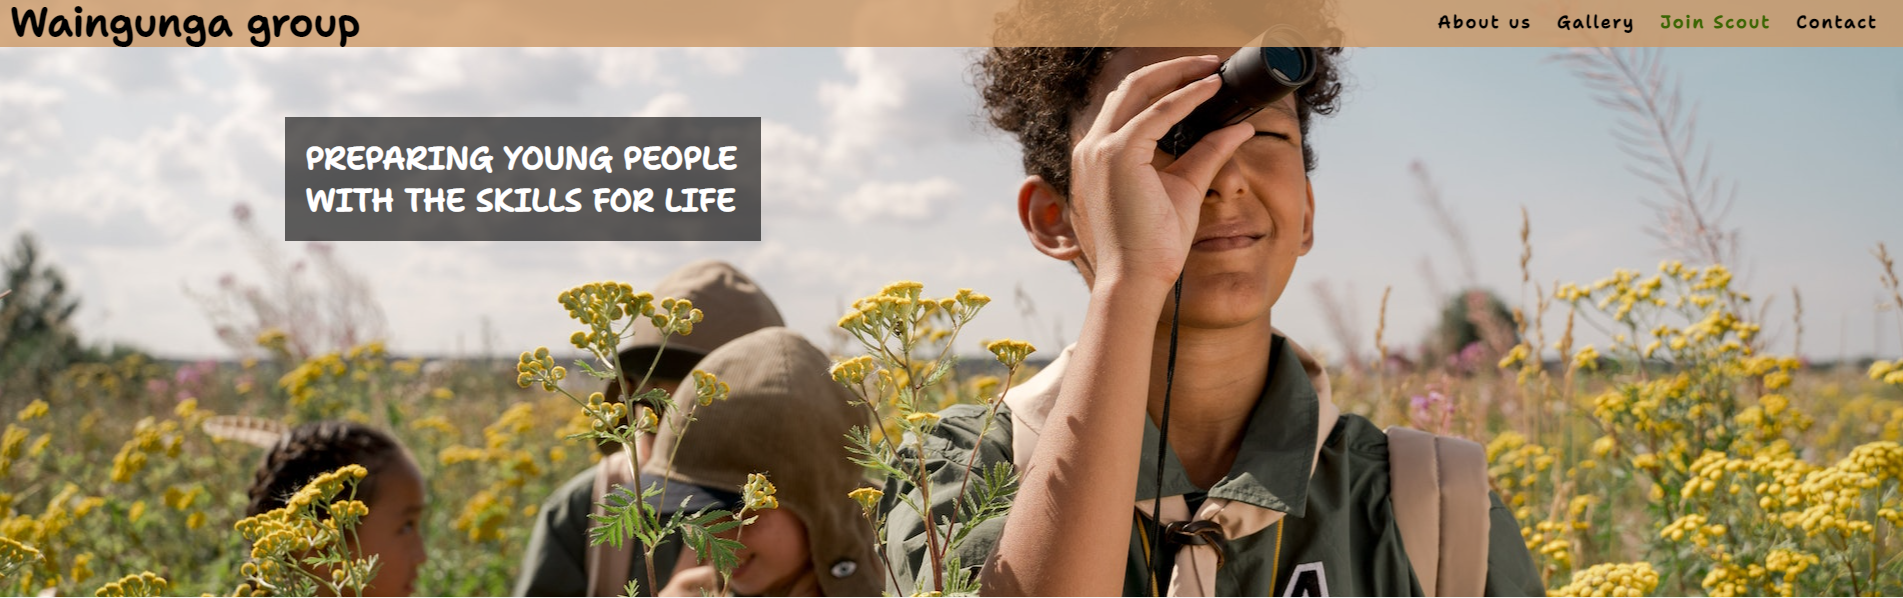 Waingunga group
About us Gallery Join Scout Contact
PREPARING YOUNG PEOPLE
WITH THE SKILLS FOR LIFE
A